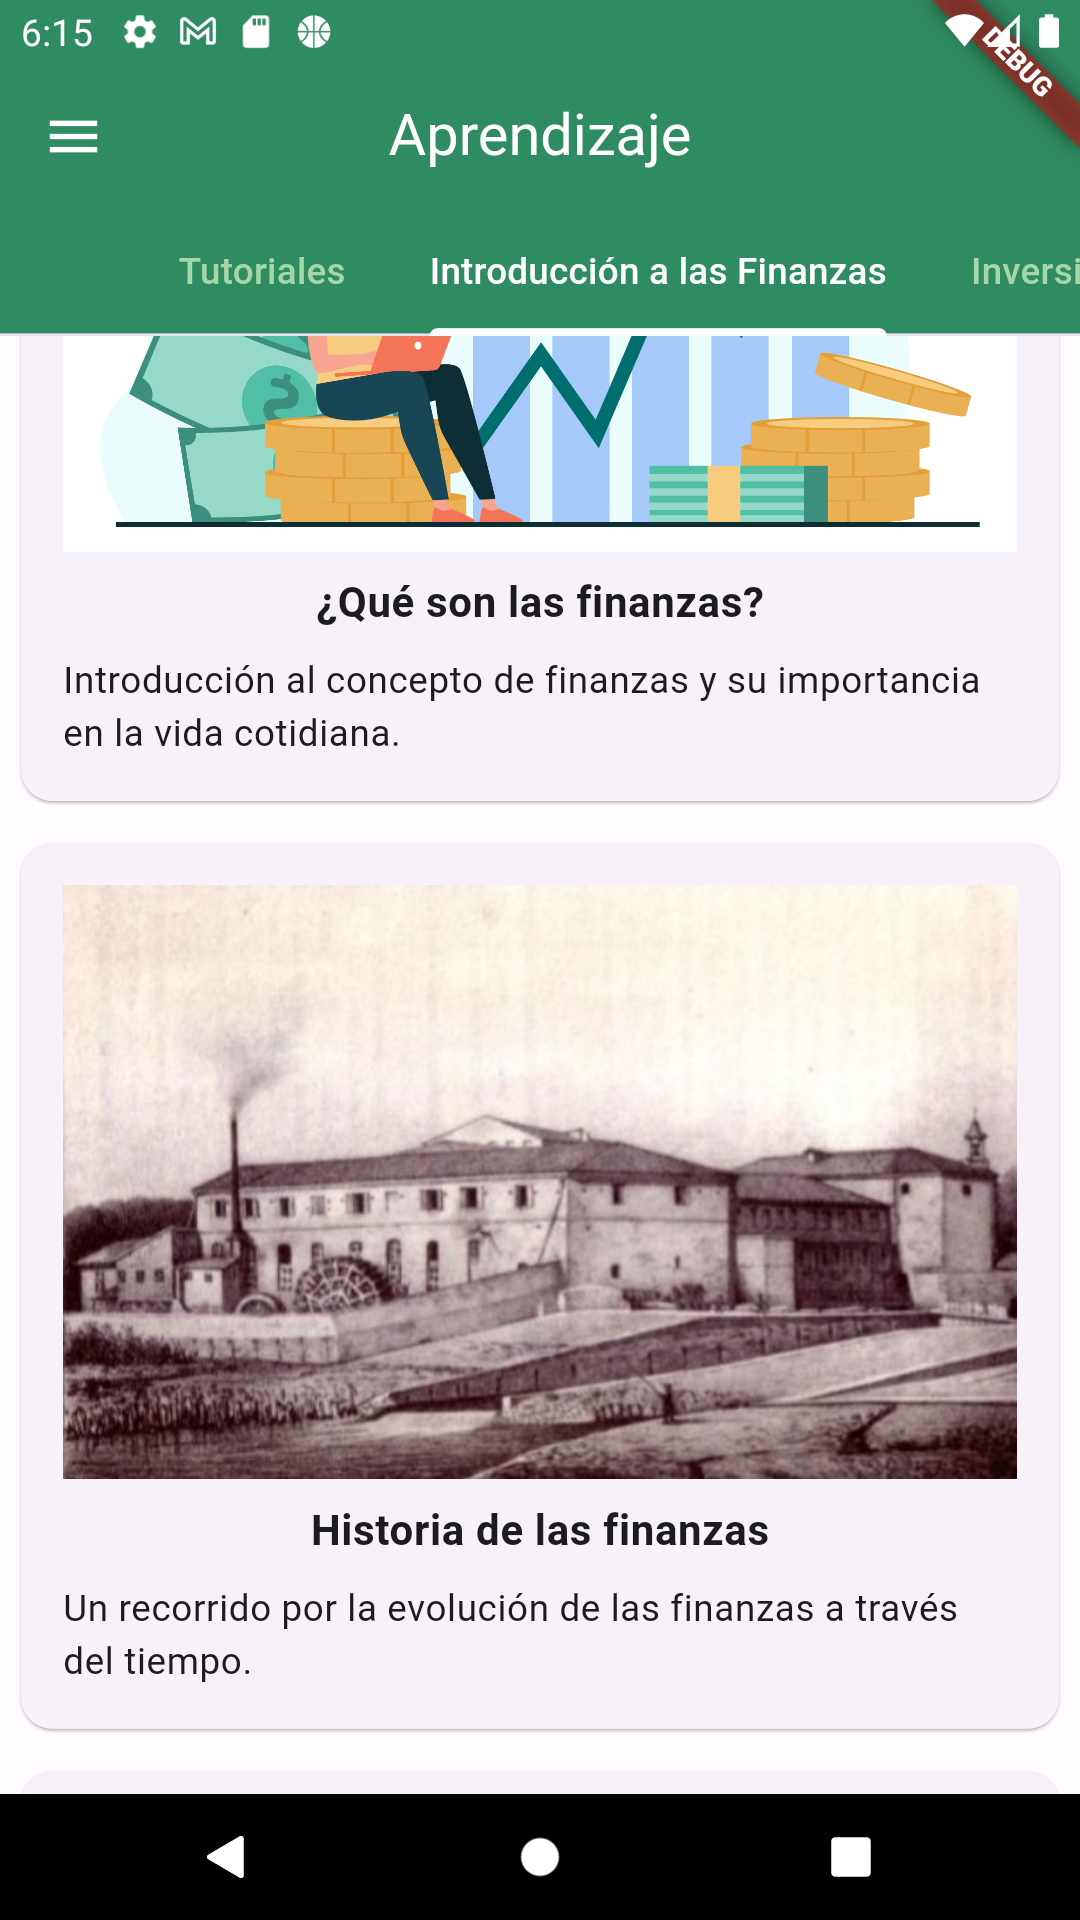 6:15
DEBUG
Aprendizaje
Tutoriales Introducción a las Finanzas Inversi
¿Qué son las finanzas?
Introducción al concepto de finanzas y su importancia
en la vida cotidiana.
Historia de las finanzas
Un recorrido por la evolución de las finanzas a través
del tiempo.